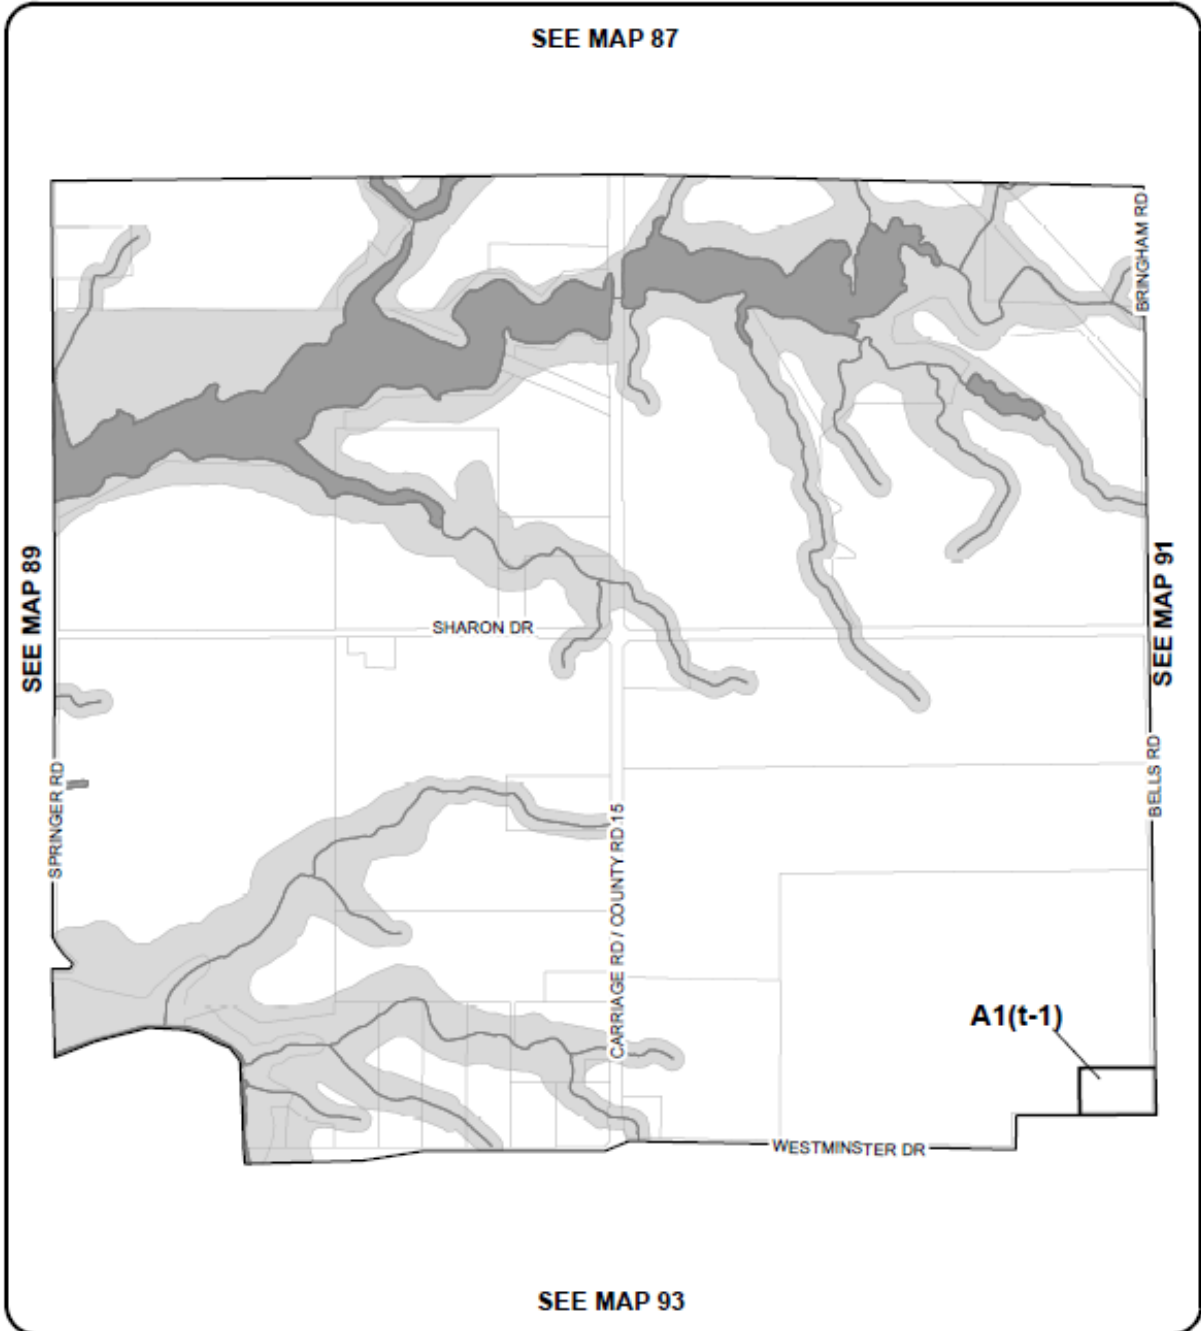 SEE MAP 87
BRINGHAM RD
SEE MAP 89
SHARON DR
SEE MAP 91
SPRINGER RD
BELLS RD
CARRIAGE RD / COUNTY RD 15
A1(t-1)
WESTMINSTER DR
SEE MAP 93